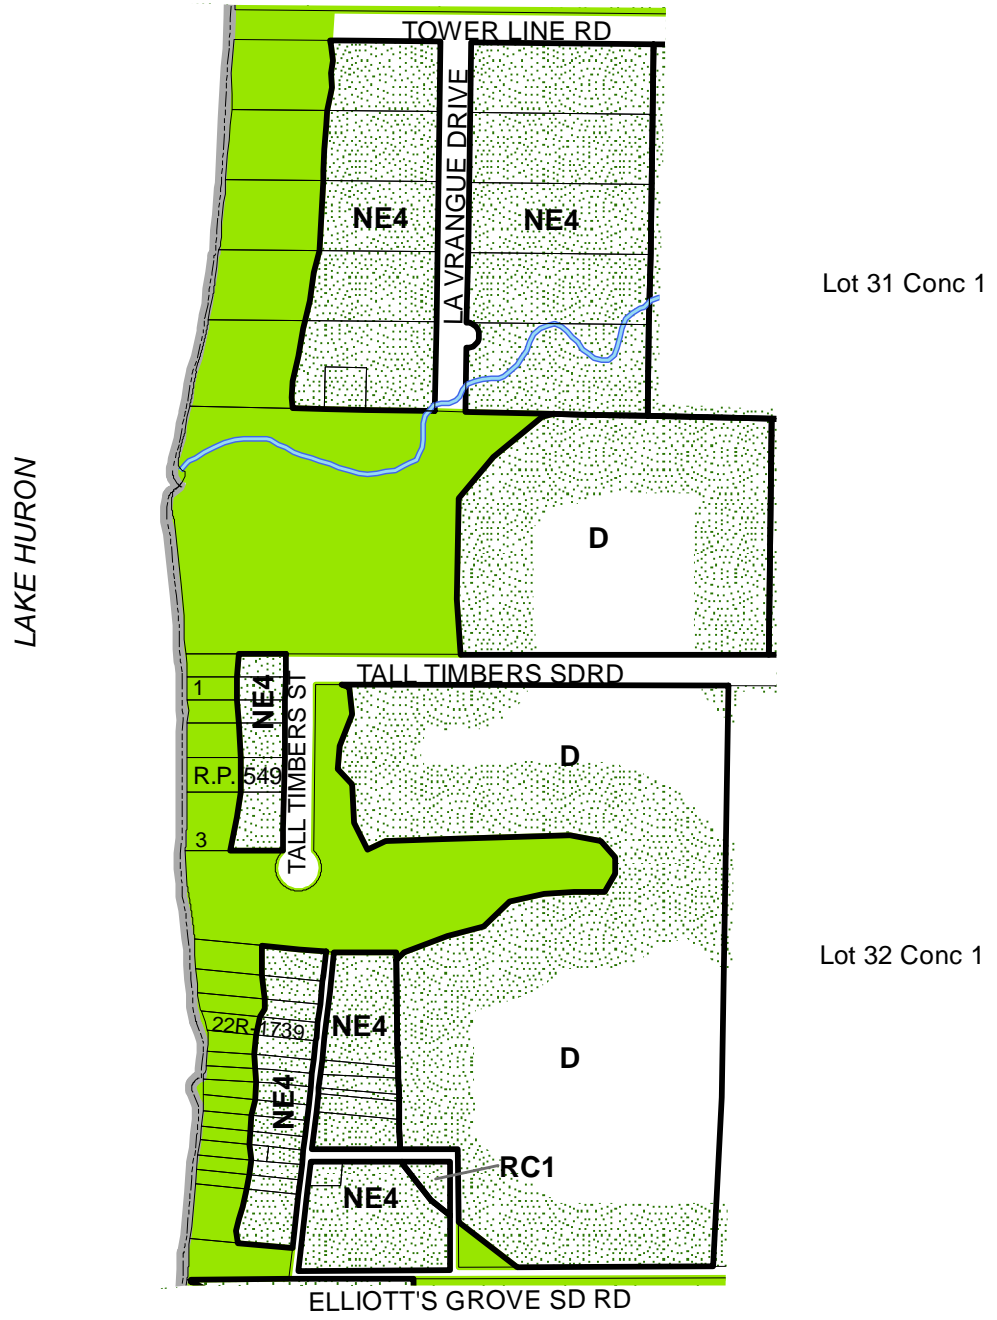 TOWER LINE RD
LA VRANGUE DRIVE
NE4
NE4
Lot 31 Conc 1
LAKE HURON
D
TALL TIMBERS SDRD
1
NE4
TALL TIMBERS ST
D
R.P. 549
3
Lot 32 Conc 1
22R-1739
NE4
D
NE4
RC1
NE4
ELLIOTT'S GROVE SD RD